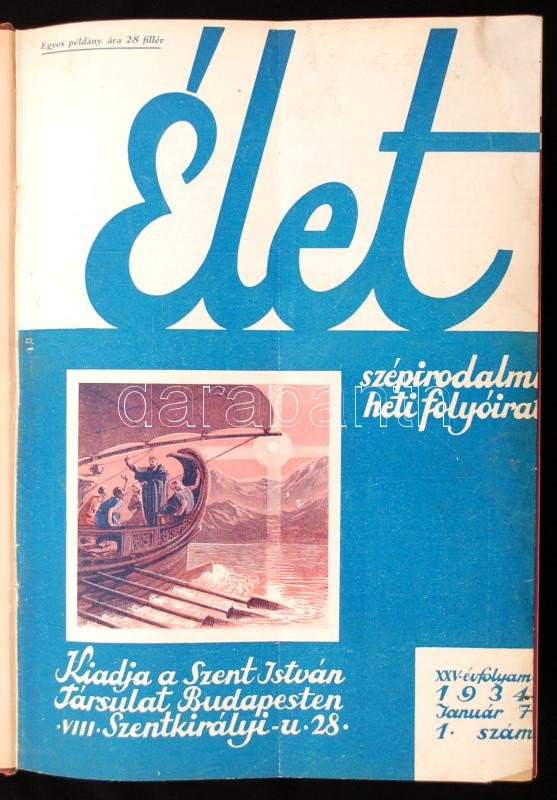 Egyes példány ára 28 fillér
Élet
szépirodalmi
heti folyóirat
darabanth
Kiadja a Szent István
Társulat Budapesten
·VIII· Szentkirályi-u·28·
XXV·évfolyam
1934
Január 7
1· szám